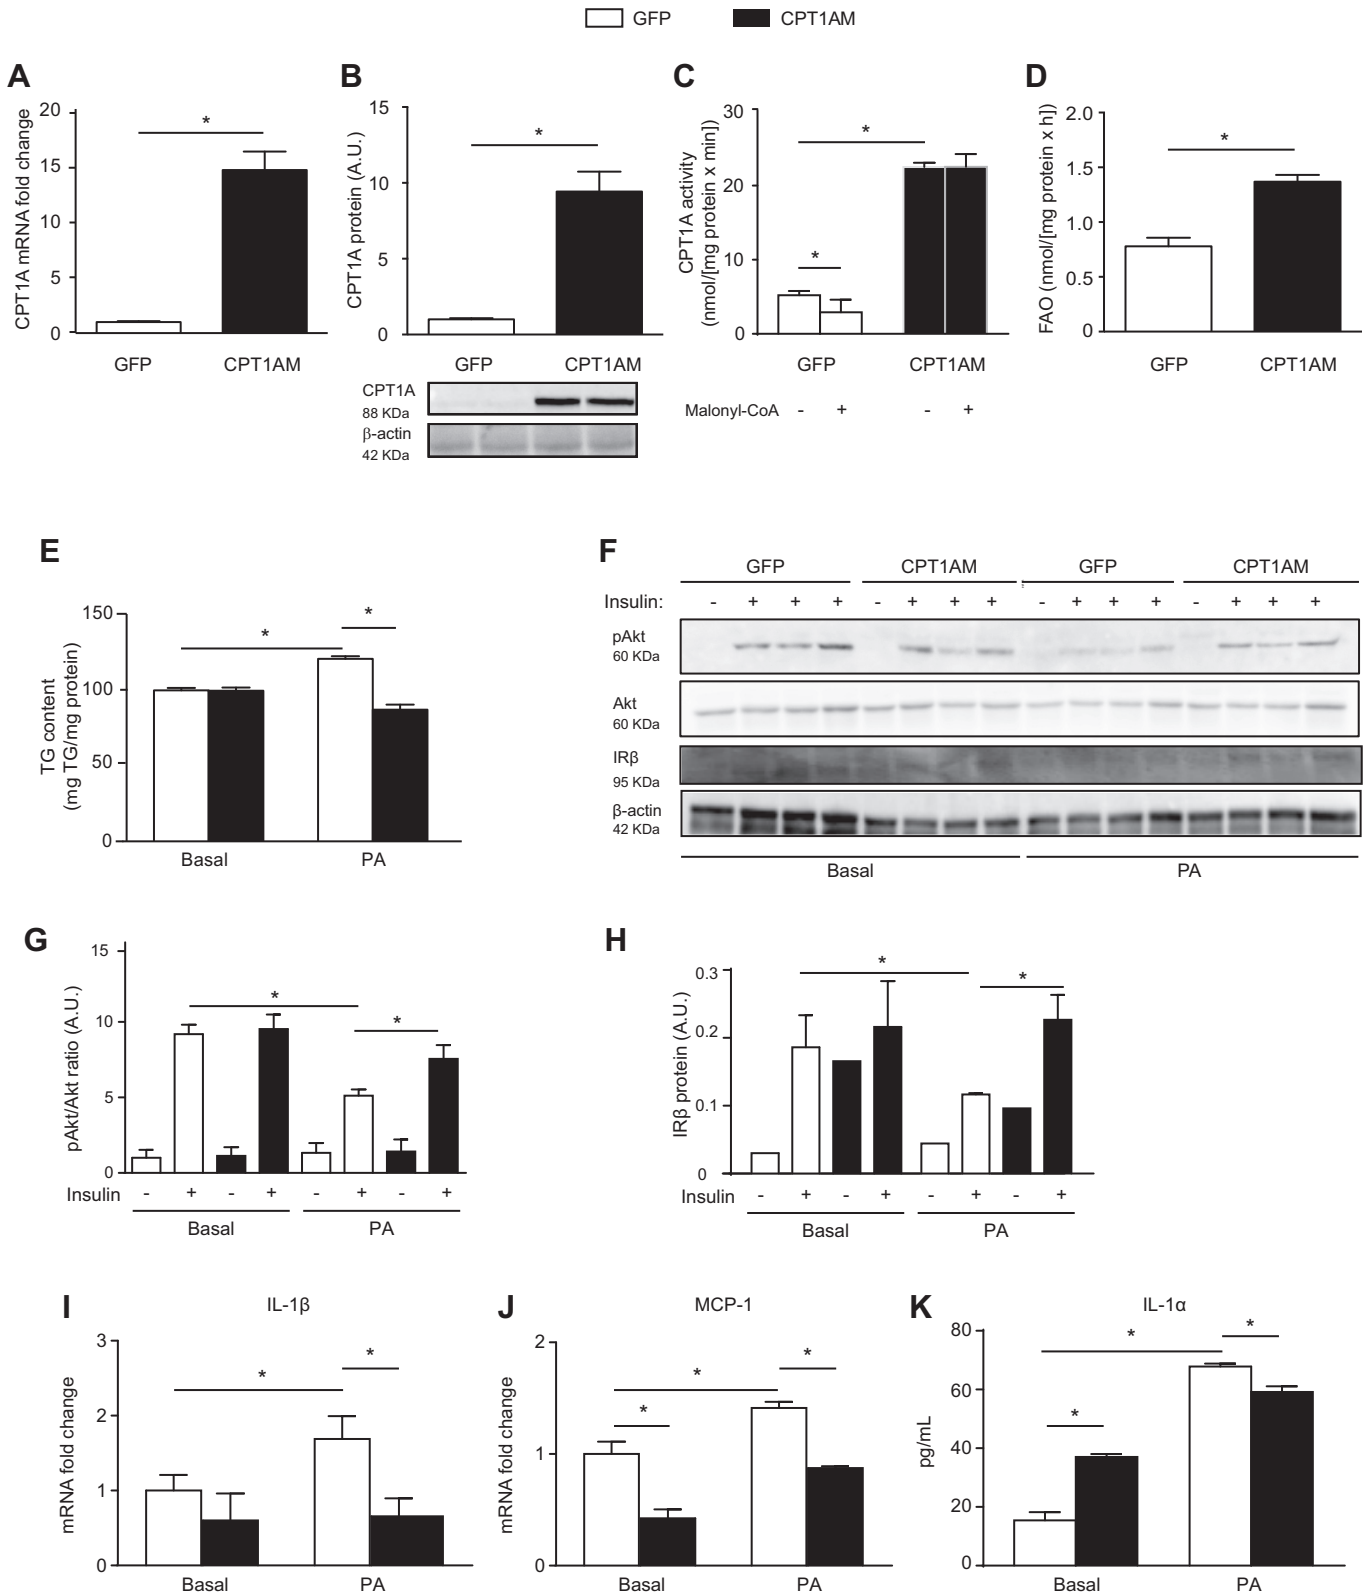 GFP CPT1AM
A B C D
CPT1A mRNA fold change
20
15
10
5
0
*
GFP CPT1AM
CPT1A protein (A.U.)
15
10
5
0
*
GFP CPT1AM
CPT1A
88 KDa
β-actin
42 KDa
CPT1A activity
(nmol/[mg protein x min])
30
20
10
0
*
*
GFP CPT1AM
Malonyl-CoA - + - +
FAO (nmol/[mg protein x h])
2.0
1.5
1.0
0.5
0
*
GFP CPT1AM
E
TG content
(mg TG/mg protein)
150
100
50
0
*
*
Basal PA
F
GFP CPT1AM GFP CPT1AM
Insulin: - + + + - + + + - + + + - + + +
pAkt
60 KDa
Akt
60 KDa
IRβ
95 KDa
β-actin
42 KDa
Basal PA
G
pAkt/Akt ratio (A.U.)
15
10
5
0
*
*
Insulin - + - + - + - +
Basal PA
H
IRβ protein (A.U.)
0.3
0.2
0.1
0
*
*
Insulin - + - + - + - +
Basal PA
I
IL-1β
mRNA fold change
3
2
1
0
*
*
Basal PA
J
MCP-1
mRNA fold change
2
1
0
*
*
*
Basal PA
K
IL-1α
pg/mL
80
60
40
20
0
*
*
*
Basal PA